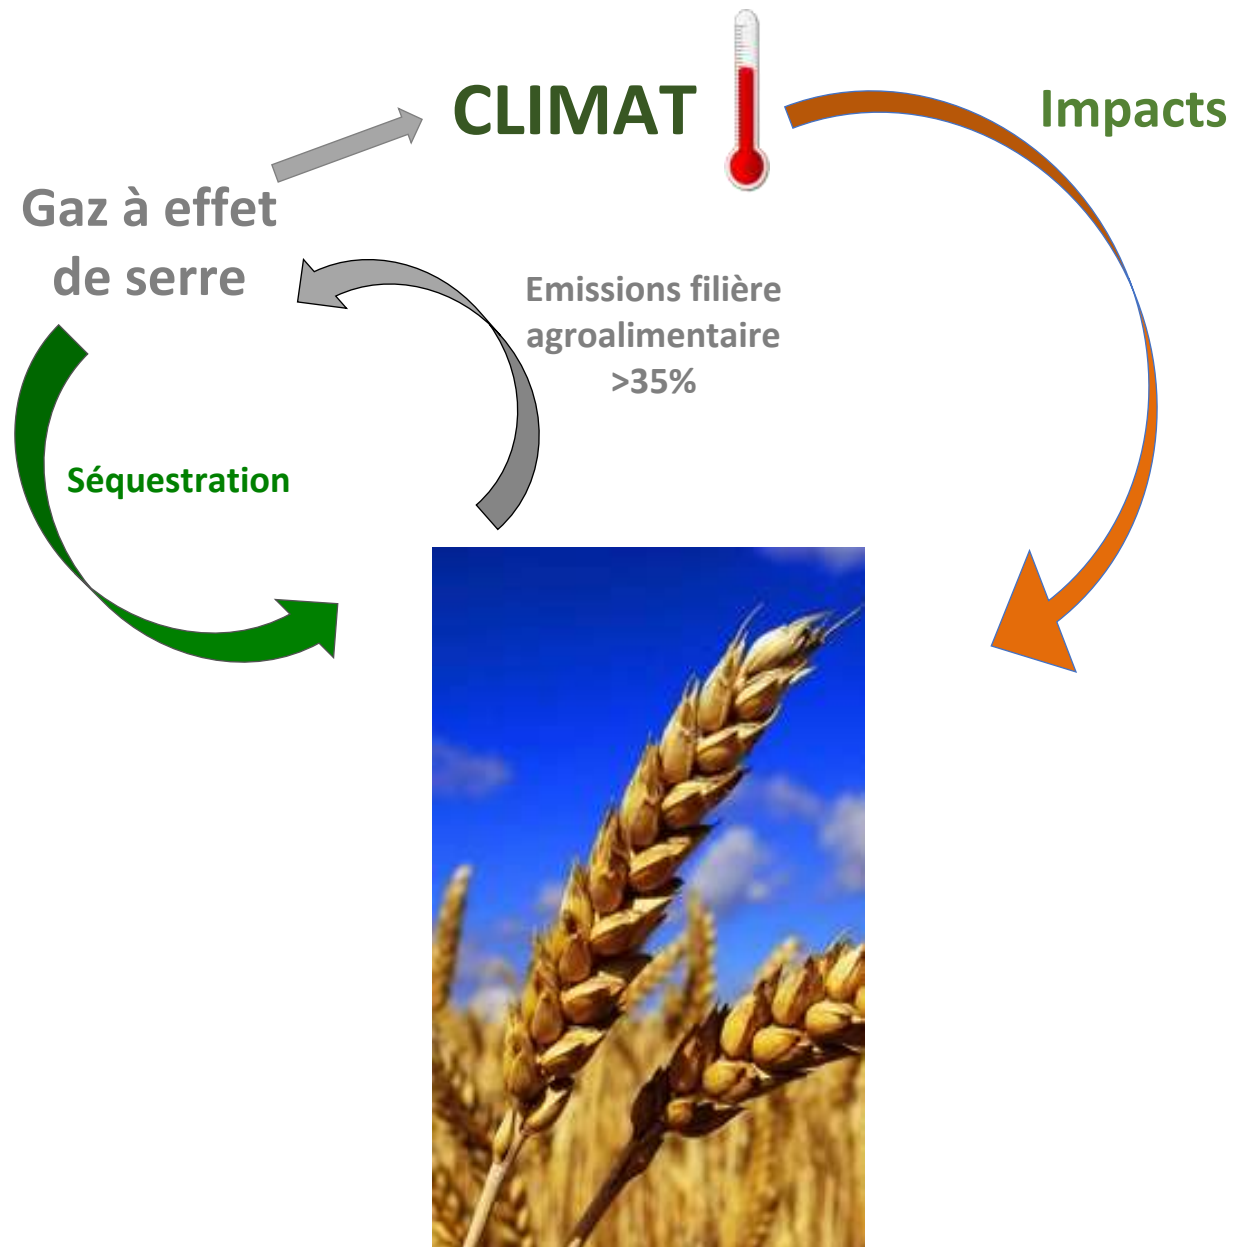 CLIMAT
Impacts
Gaz à effet
de serre
Emissions filière
agroalimentaire
>35%
Séquestration